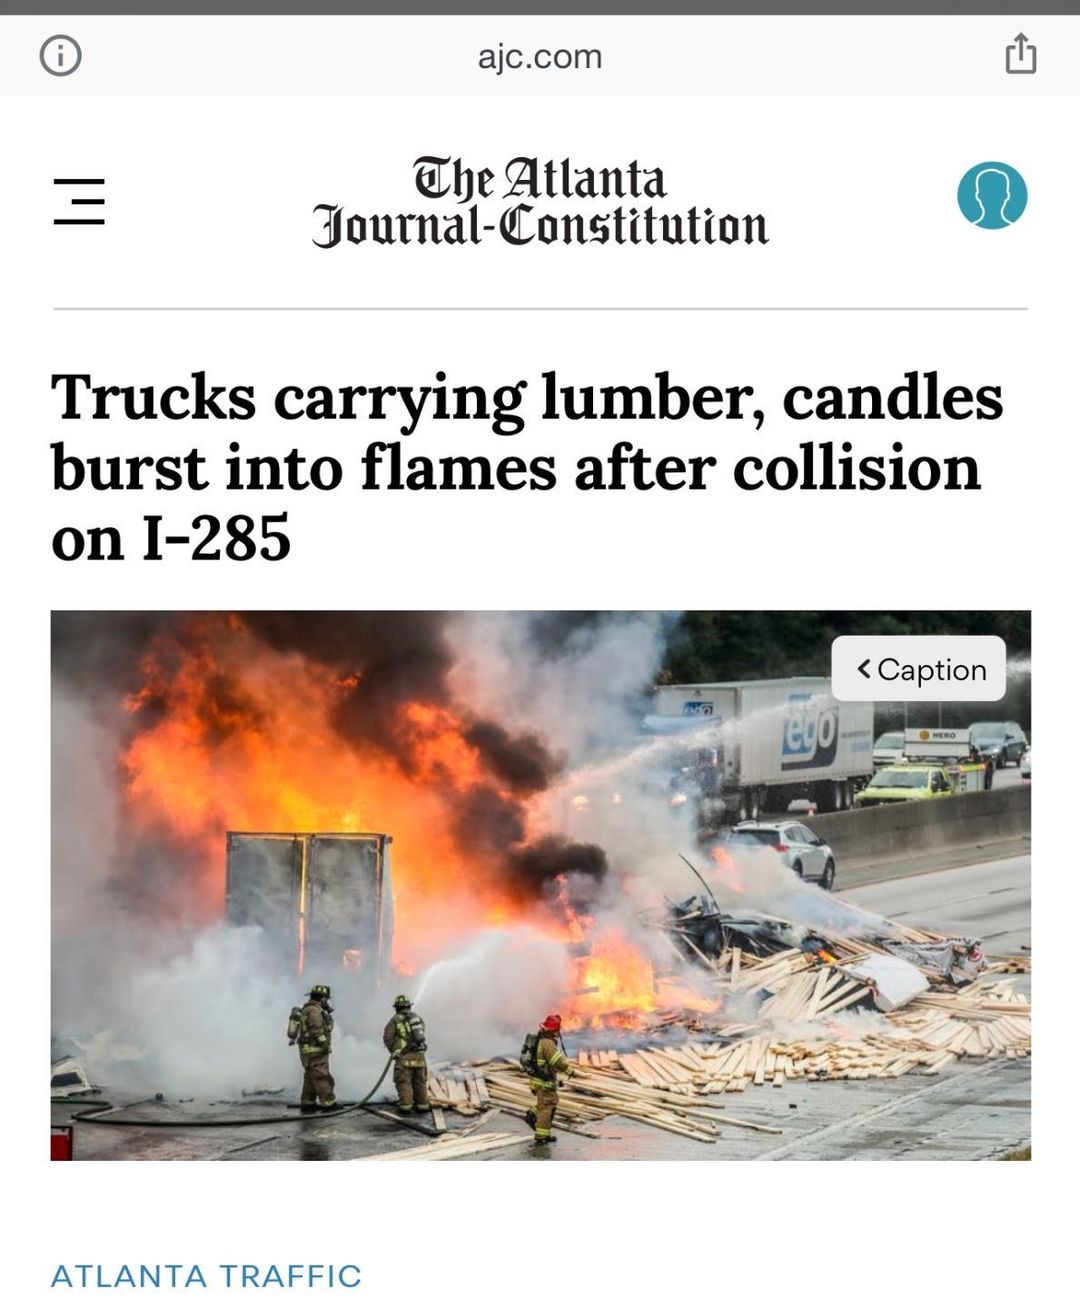 ajc.com
The Atlanta
Journal-Constitution
Trucks carrying lumber, candles
burst into flames after collision
on I-285
Caption
ego
HERO
ATLANTA TRAFFIC